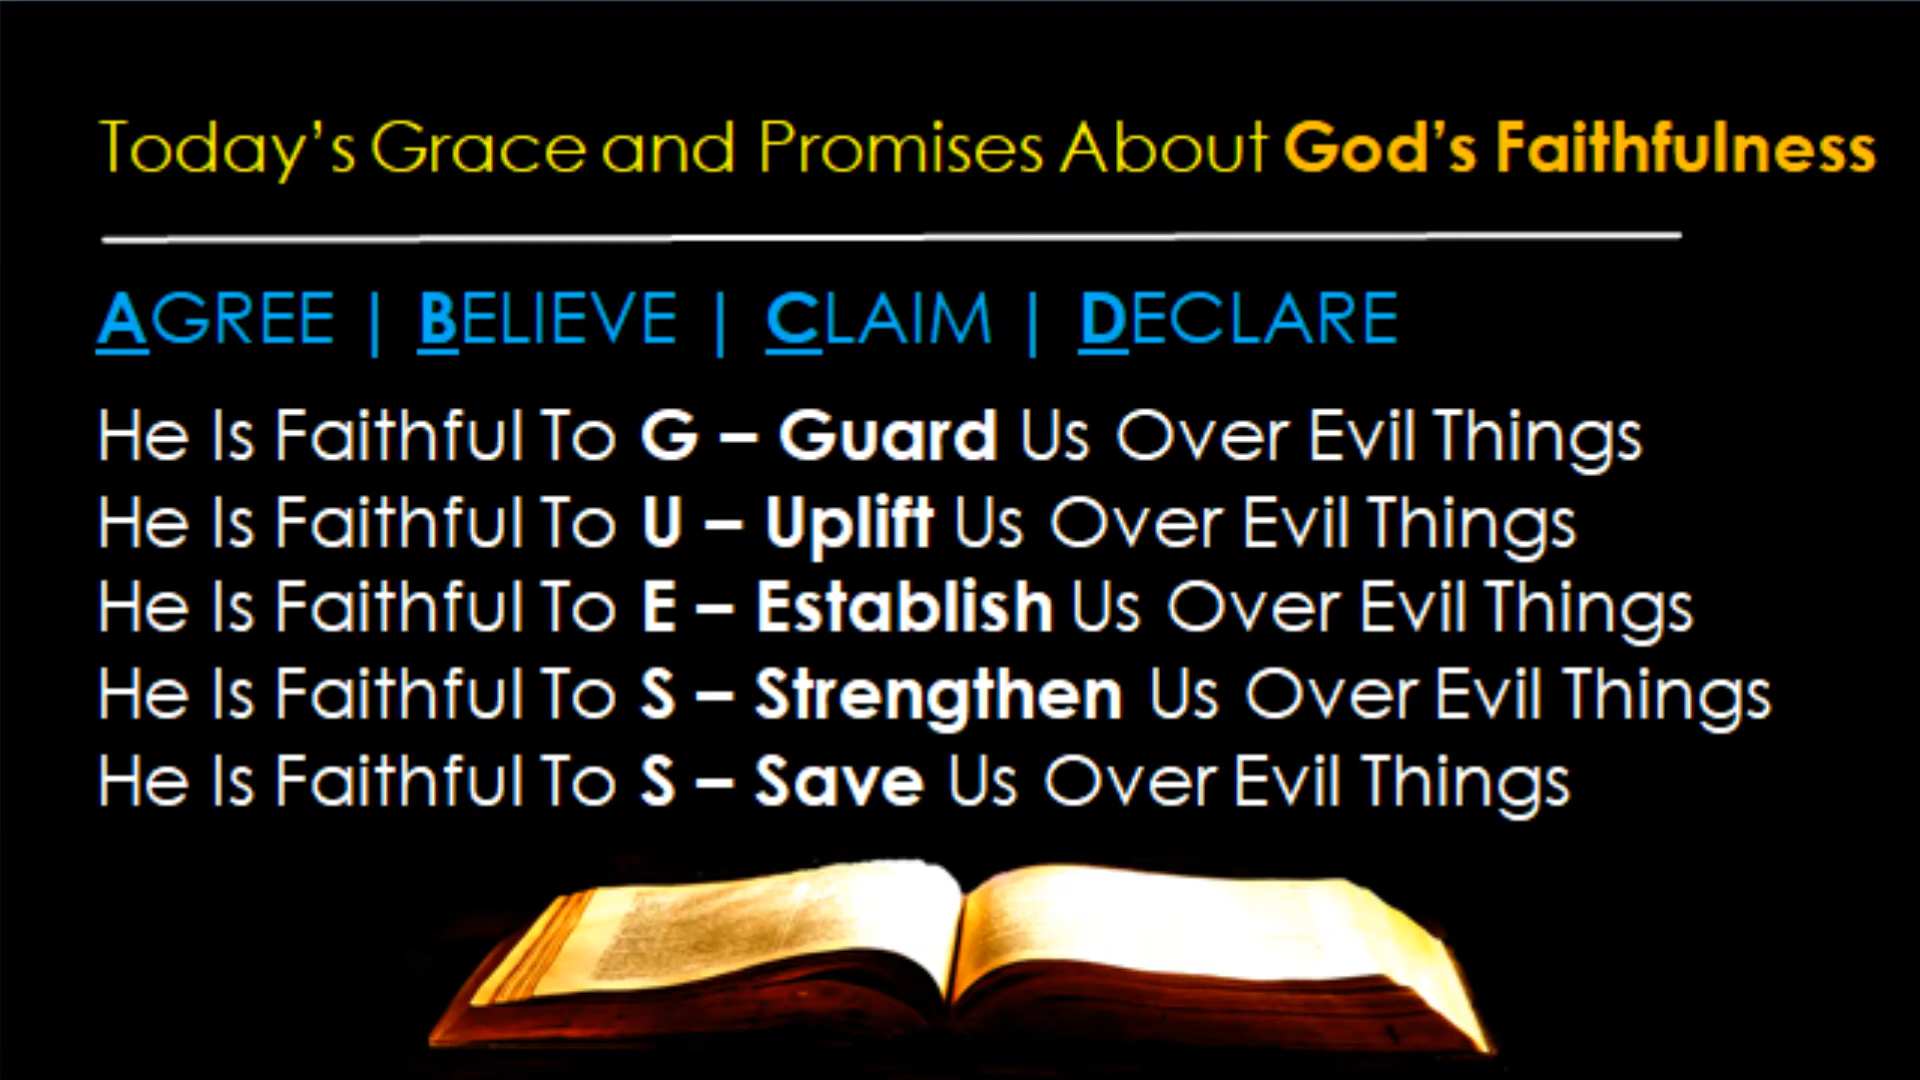 Today’s Grace and Promises About God’s Faithfulness
AGREE | BELIEVE | CLAIM | DECLARE
He Is Faithful To G – Guard Us Over Evil Things
He Is Faithful To U – Uplift Us Over Evil Things
He Is Faithful To E – Establish Us Over Evil Things
He Is Faithful To S – Strengthen Us Over Evil Things
He Is Faithful To S – Save Us Over Evil Things